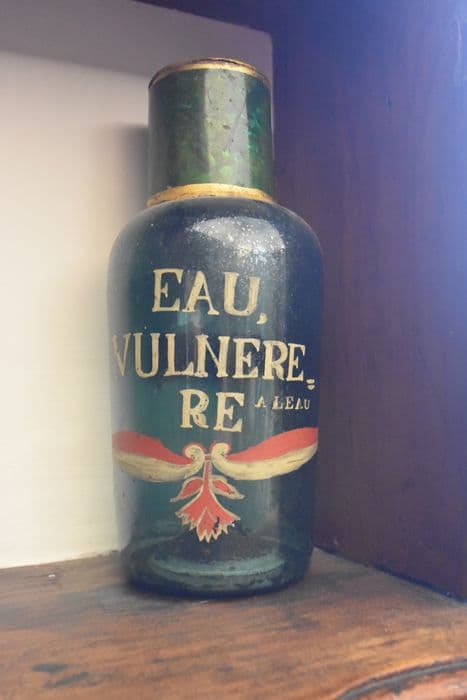 EAU,
VULNERE=
RE A LEAU